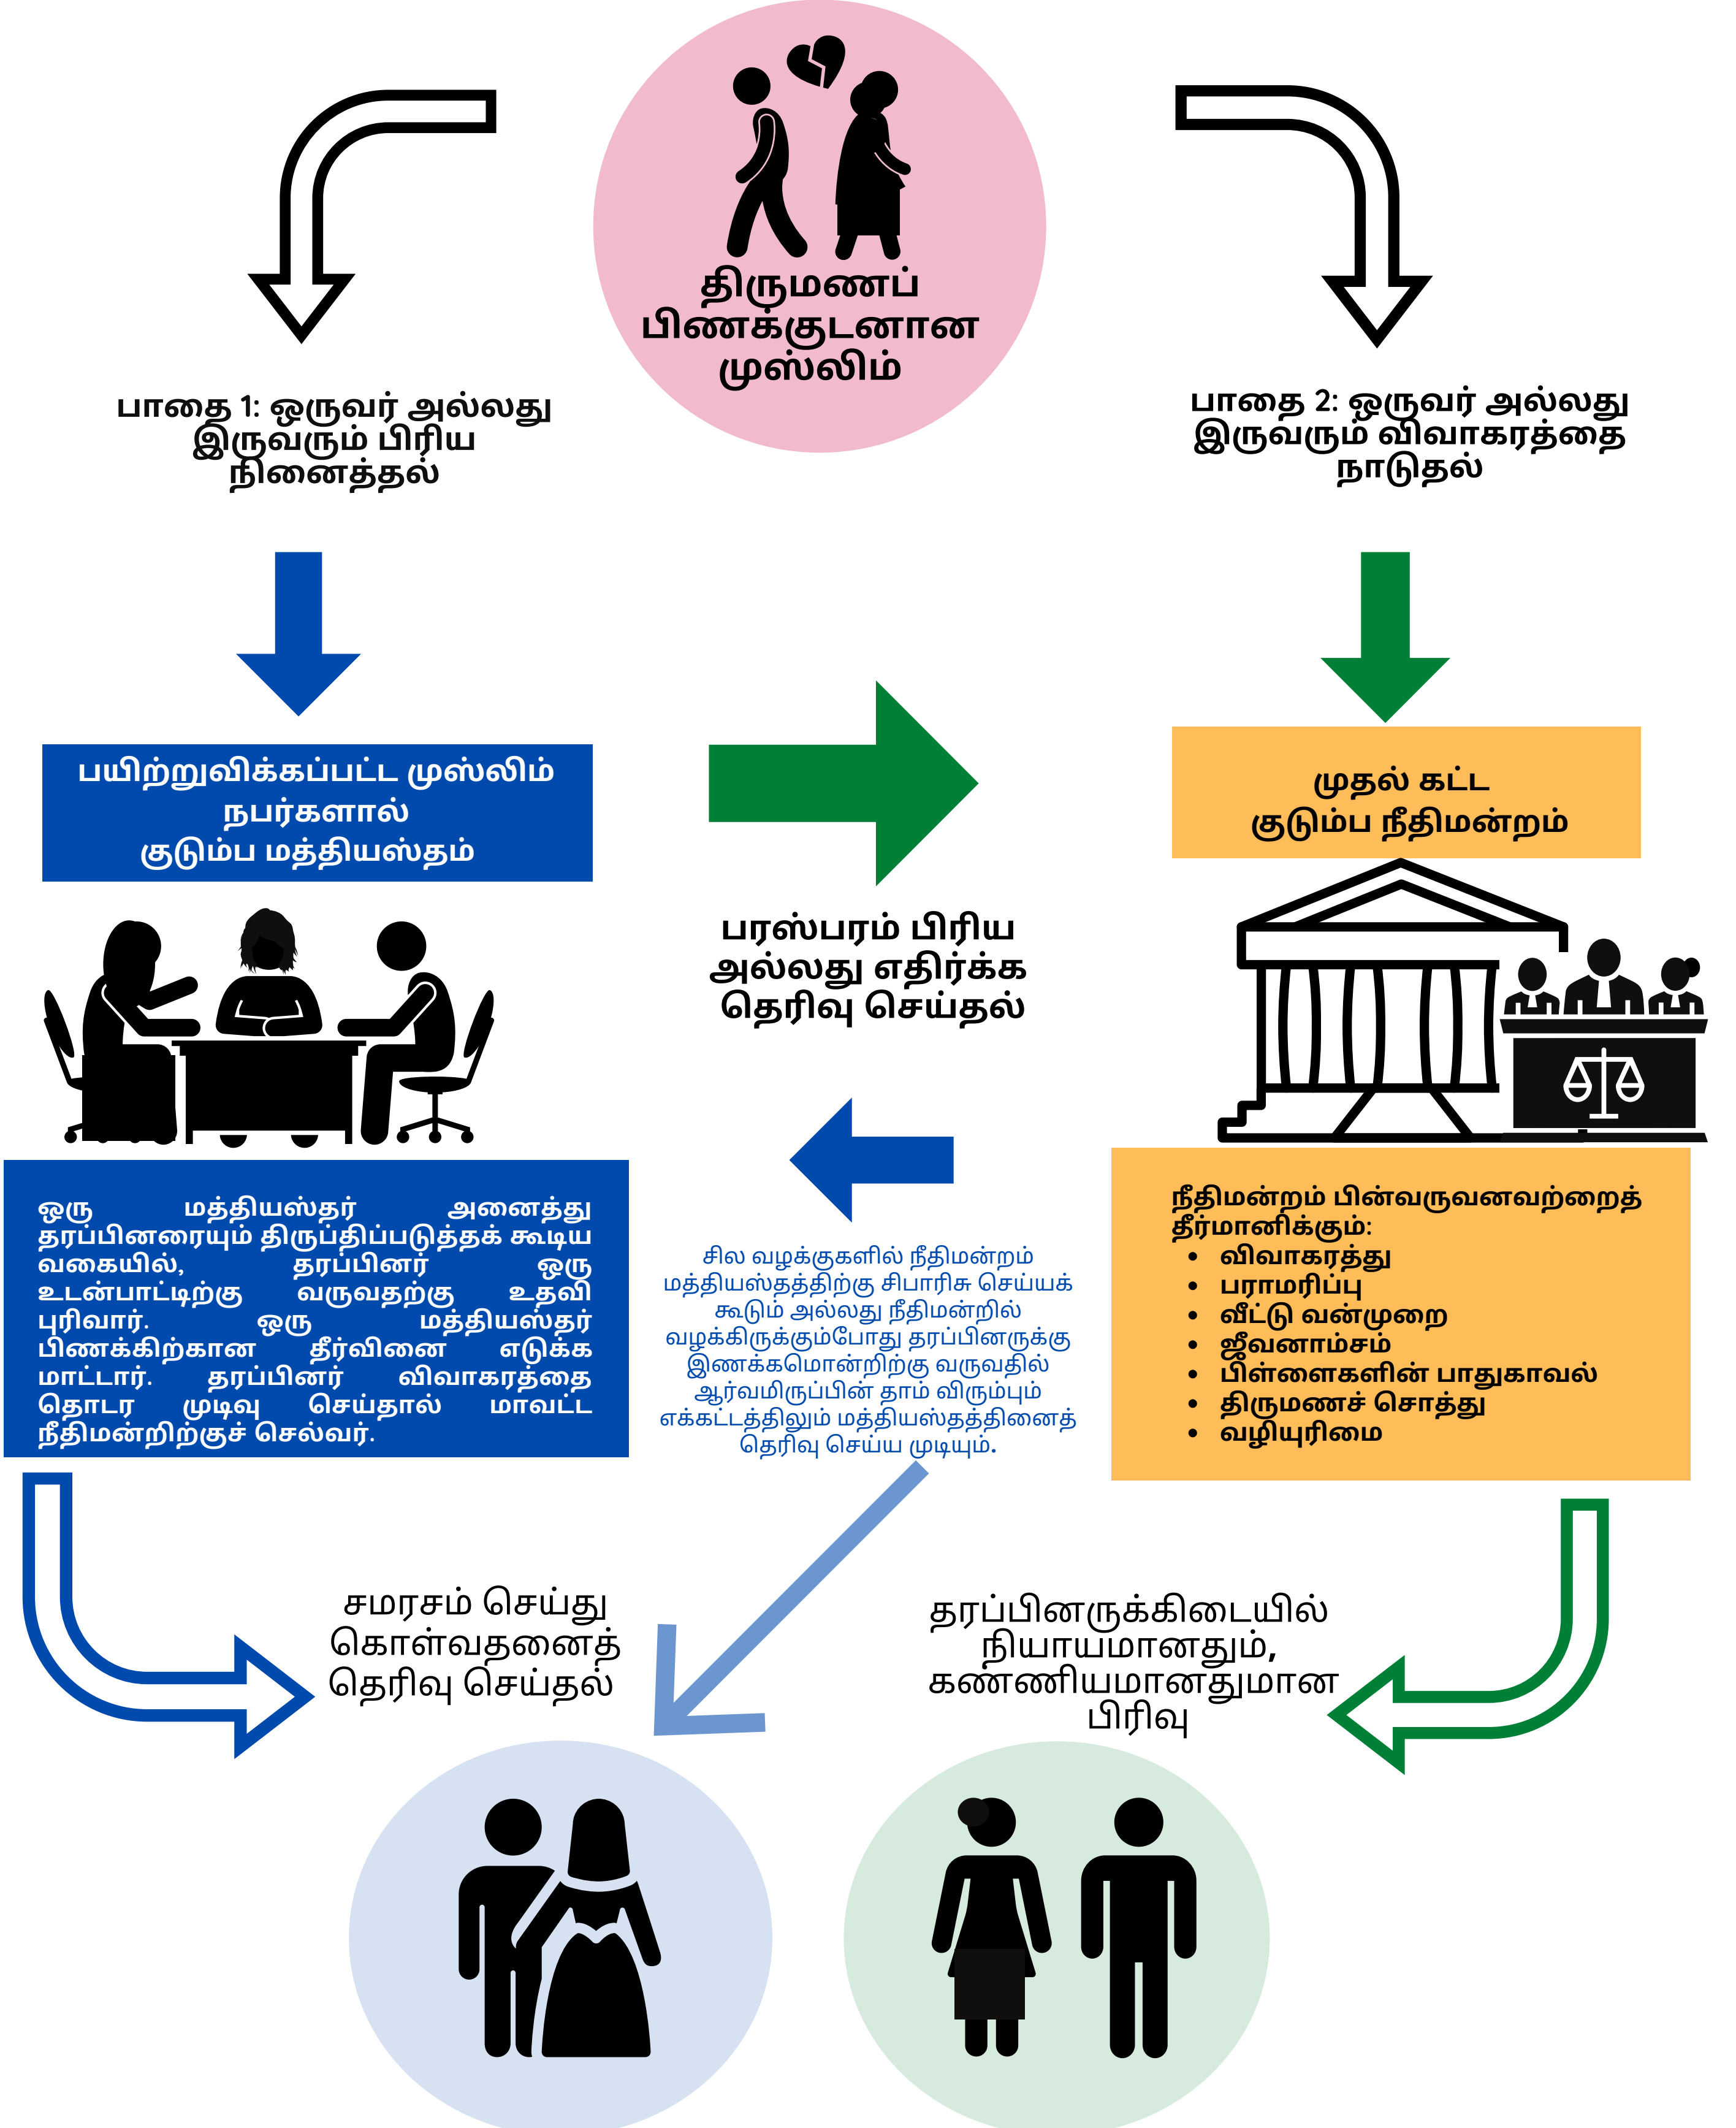 திருமணப்
பிணக்குடனான
முஸ்லிம்
பாதை 1: ஒருவர் அல்லது
இருவரும் பிரிய
நினைத்தல்
பாதை 2: ஒருவர் அல்லது
இருவரும் விவாகரத்தை
நாடுதல்
பயிற்றுவிக்கப்பட்ட முஸ்லிம்
நபர்களால்
குடும்ப மத்தியஸ்தம்
முதல் கட்ட
குடும்ப நீதிமன்றம்
பரஸ்பரம் பிரிய
அல்லது எதிர்க்க
தெரிவு செய்தல்
ஒரு மத்தியஸ்தர் அனைத்து
தரப்பினரையும் திருப்திப்படுத்தக் கூடிய
வகையில், தரப்பினர் ஒரு
உடன்பாட்டிற்கு வருவதற்கு உதவி
புரிவார். ஒரு மத்தியஸ்தர்
பிணக்கிற்கான தீர்வினை எடுக்க
மாட்டார். தரப்பினர் விவாகரத்தை
தொடர முடிவு செய்தால் மாவட்ட
நீதிமன்றிற்குச் செல்வர்.
சில வழக்குகளில் நீதிமன்றம்
மத்தியஸ்தத்திற்கு சிபாரிசு செய்யக்
கூடும் அல்லது நீதிமன்றில்
வழக்கிருக்கும்போது தரப்பினருக்கு
இணக்கமொன்றிற்கு வருவதில்
ஆர்வமிருப்பின் தாம் விரும்பும்
எக்கட்டத்திலும் மத்தியஸ்தத்தினைத்
தெரிவு செய்ய முடியும்.
நீதிமன்றம் பின்வருவனவற்றைத்
தீர்மானிக்கும்:
• விவாகரத்து
• பராமரிப்பு
• வீட்டு வன்முறை
• ஜீவனாம்சம்
• பிள்ளைகளின் பாதுகாவல்
• திருமணச் சொத்து
• வழியுரிமை
சமரசம் செய்து
கொள்வதனைத்
தெரிவு செய்தல்
தரப்பினருக்கிடையில்
நியாயமானதும்,
கண்ணியமானதுமான
பிரிவு